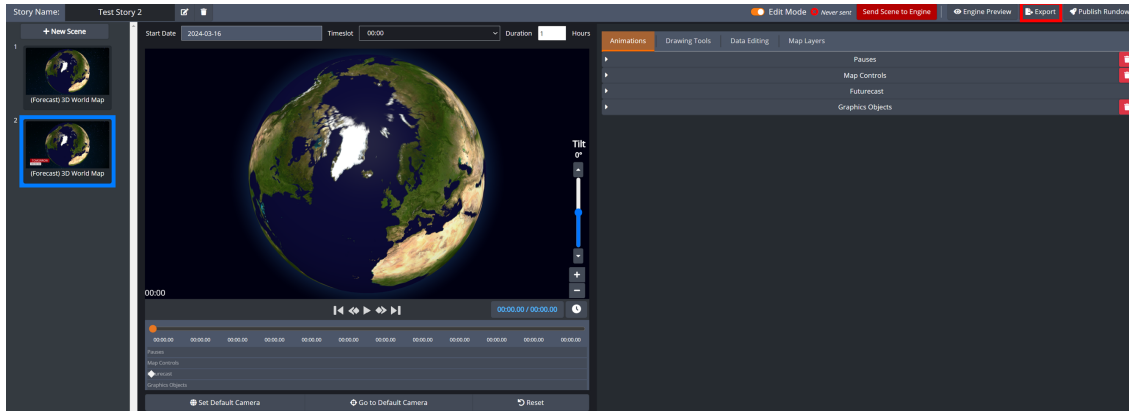 Story Name: Test Story 2
Edit Mode Never sent Send Scene to Engine Engine Preview Export Publish Rundow
+ New Scene
1
(Forecast) 3D World Map
2
(Forecast) 3D World Map
Start Date 2024-03-16 Timeslot 00:00 Duration 1 Hours
Tilt
0°
+
−
00:00
00:00.00 / 00:00.00
00:00.00 00:00.00 00:00.00 00:00.00 00:00.00 00:00.00 00:00.00 00:00.00 00:00.00 00:00.00 00:00.00 00:00.00
Pauses
Map Controls
Futurecast
Graphics Objects
Set Default Camera Go to Default Camera Reset
Animations Drawing Tools Data Editing Map Layers
Pauses
Map Controls
Futurecast
Graphics Objects